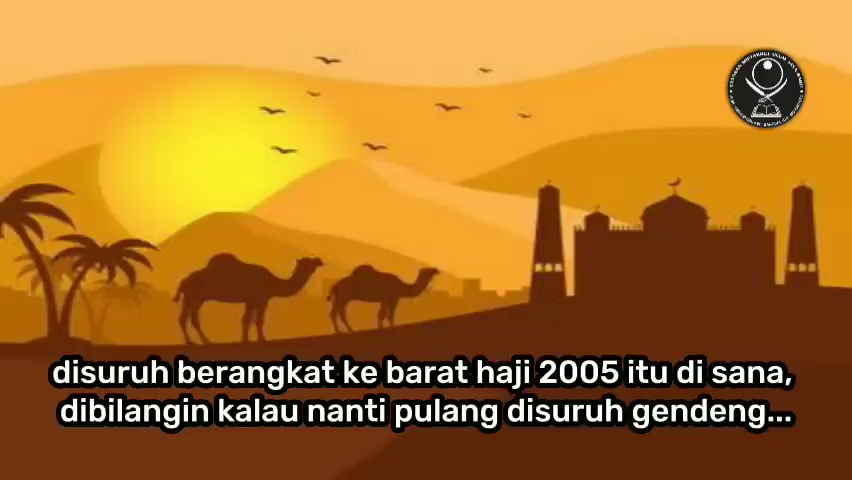 disuruh berangkat ke barat haji 2005 itu di sana,
dibilangin kalau nanti pulang disuruh gendeng...